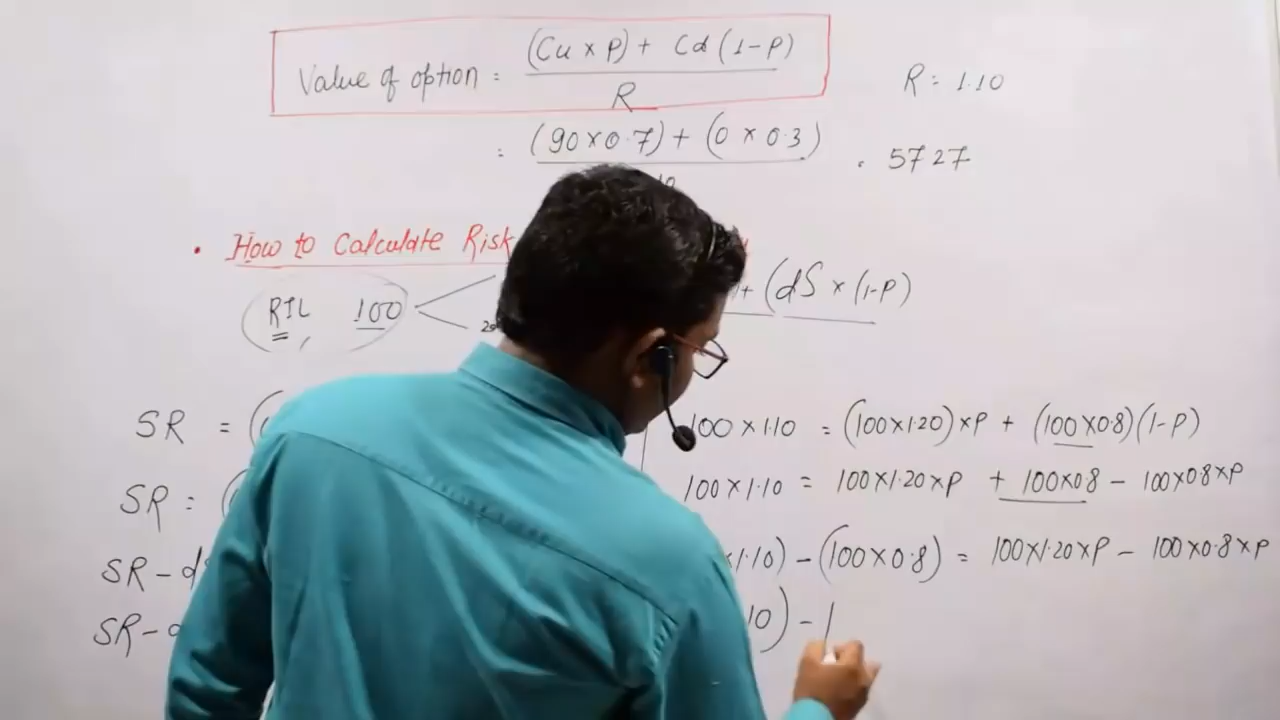 Value of option = (Cu x P) + Cd (1-P)
R
R = 1.10
= (90 x 0.7) + (0 x 0.3)
. 5727
10
• How to Calculate Risk
RIL, 100
+ (dS x (1-P)
SR = (
100 x 1.10 = (100 x 1.20) x P + (100 x 0.8)(1-P)
SR = (
100 x 1.10 = 100 x 1.20 x P + 100 x 0.8 - 100 x 0.8 x P
SR - d
x 1.10) - (100 x 0.8) = 100 x 1.20 x P - 100 x 0.8 x P
SR - d
10) -